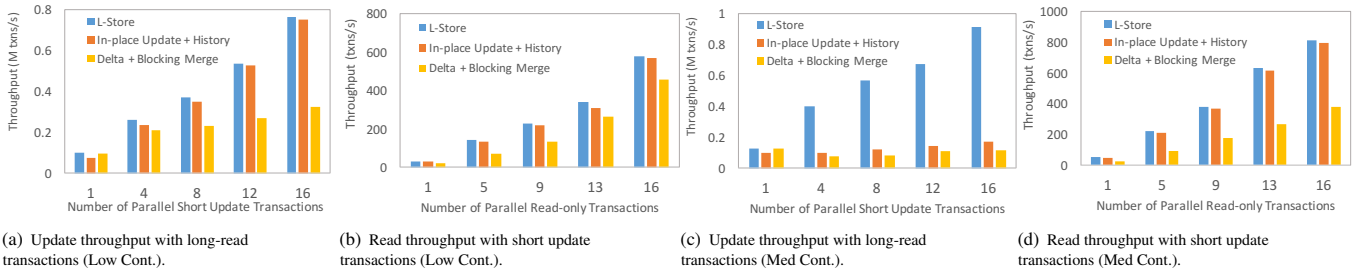 Throughput (M txns/s)
0.8
0.6
0.4
0.2
0
L-Store
In-place Update + History
Delta + Blocking Merge
1 4 8 12 16
Number of Parallel Short Update Transactions
(a) Update throughput with long-read
transactions (Low Cont.).
Throughput (txns/s)
800
600
400
200
0
L-Store
In-place Update + History
Delta + Blocking Merge
1 5 9 13 16
Number of Parallel Read-only Transactions
(b) Read throughput with short update
transactions (Low Cont.).
Throughput (M txns/s)
1
0.8
0.6
0.4
0.2
0
L-Store
In-place Update + History
Delta + Blocking Merge
1 4 8 12 16
Number of Parallel Short Update Transactions
(c) Update throughput with long-read
transactions (Med Cont.).
Throughput (txns/s)
1000
800
600
400
200
0
L-Store
In-place Update + History
Delta + Blocking Merge
1 5 9 13 16
Number of Parallel Read-only Transactions
(d) Read throughput with short update
transactions (Med Cont.).